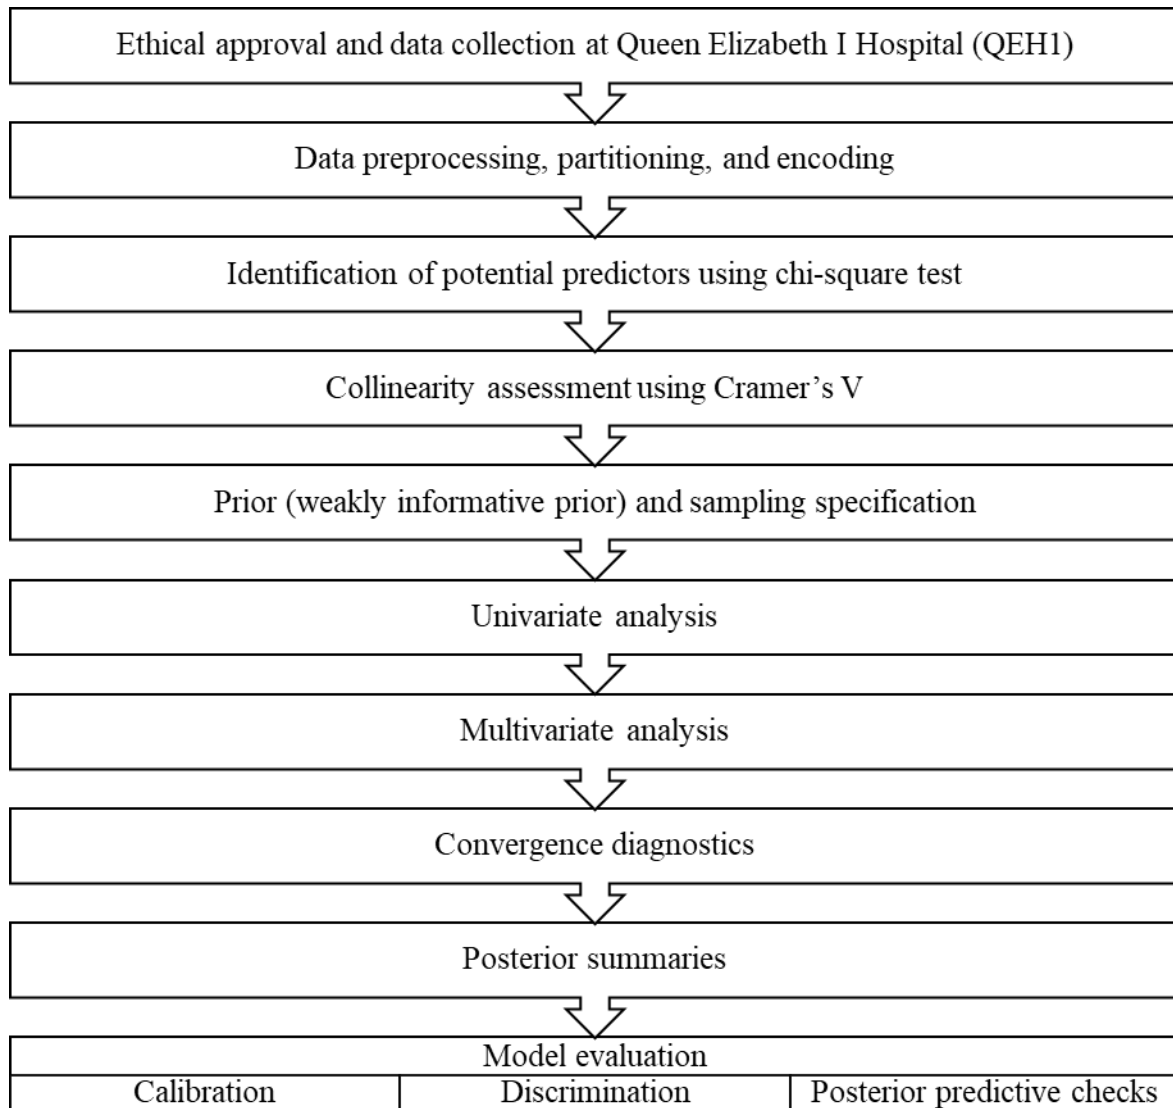 Ethical approval and data collection at Queen Elizabeth I Hospital (QEH1)
Data preprocessing, partitioning, and encoding
Identification of potential predictors using chi-square test
Collinearity assessment using Cramer’s V
Prior (weakly informative prior) and sampling specification
Univariate analysis
Multivariate analysis
Convergence diagnostics
Posterior summaries
Model evaluation
Calibration
Discrimination
Posterior predictive checks